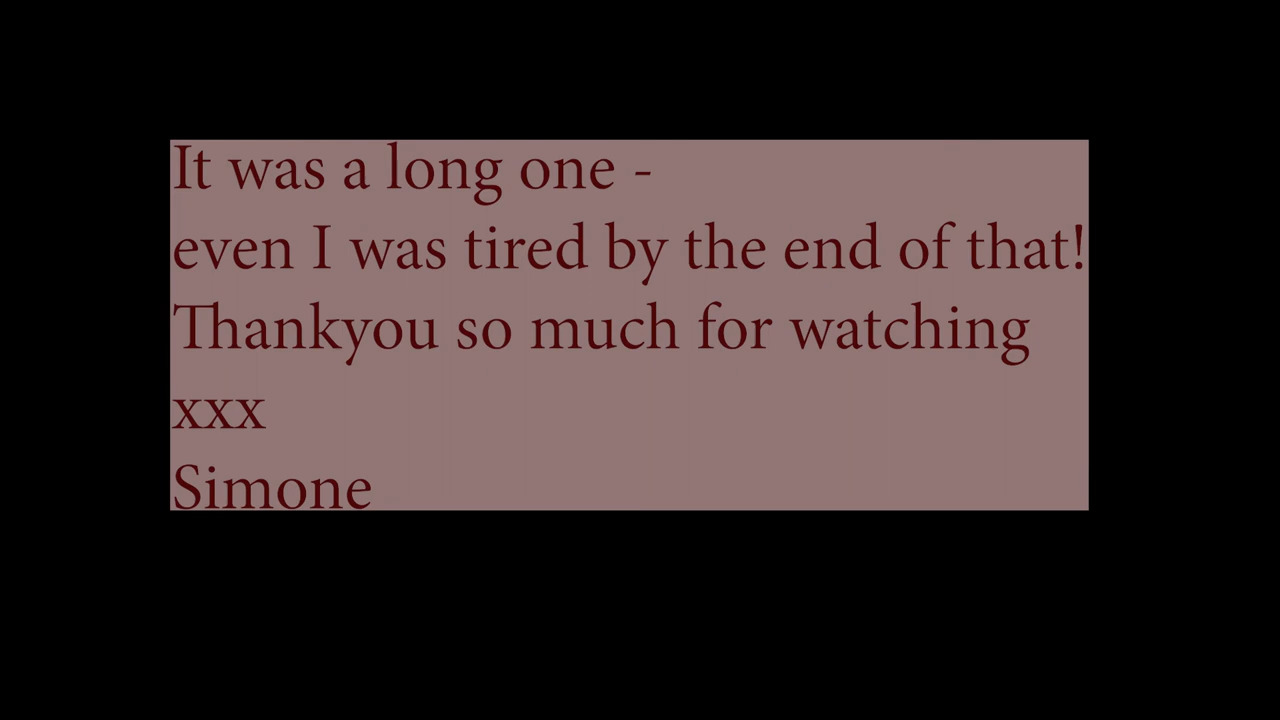 It was a long one -
even I was tired by the end of that!
Thankyou so much for watching
xxx
Simone